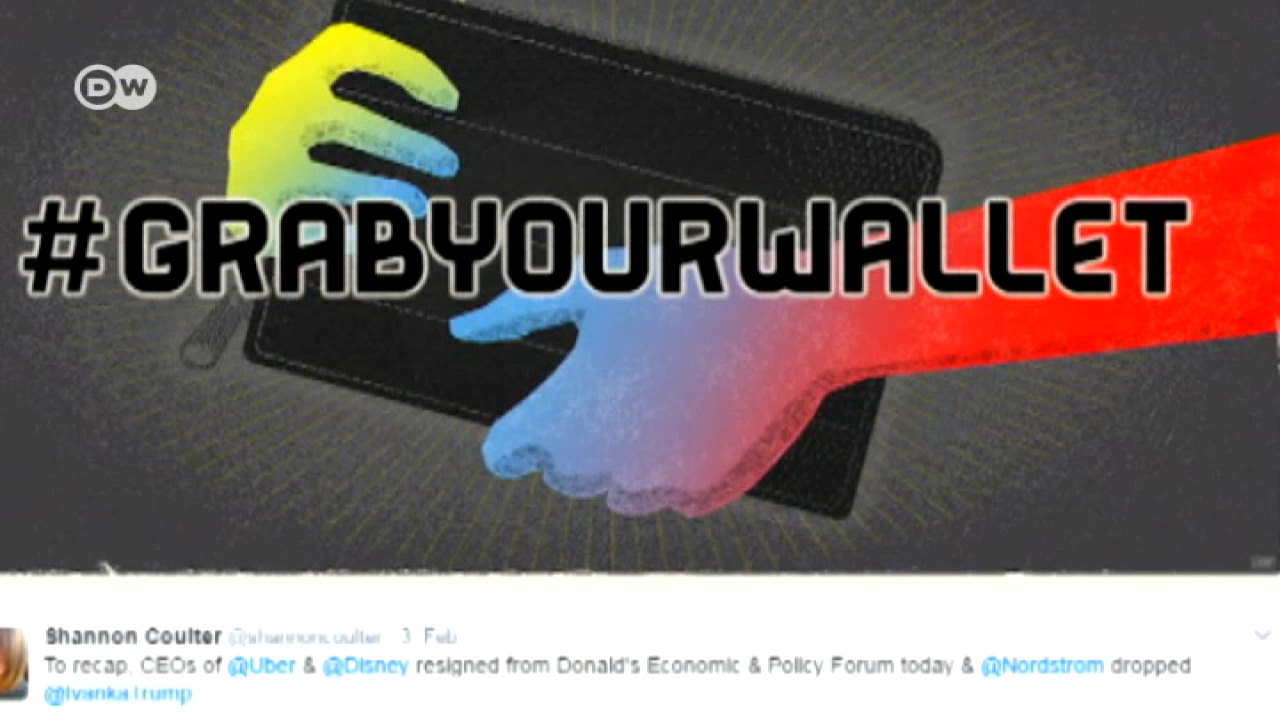 DW
#GRABYOURWALLET
Shannon Coulter @shannoncoulter 3 Feb
To recap, CEOs of @Uber & @Disney resigned from Donald's Economic & Policy Forum today & @Nordstrom dropped
@IvankaTrump